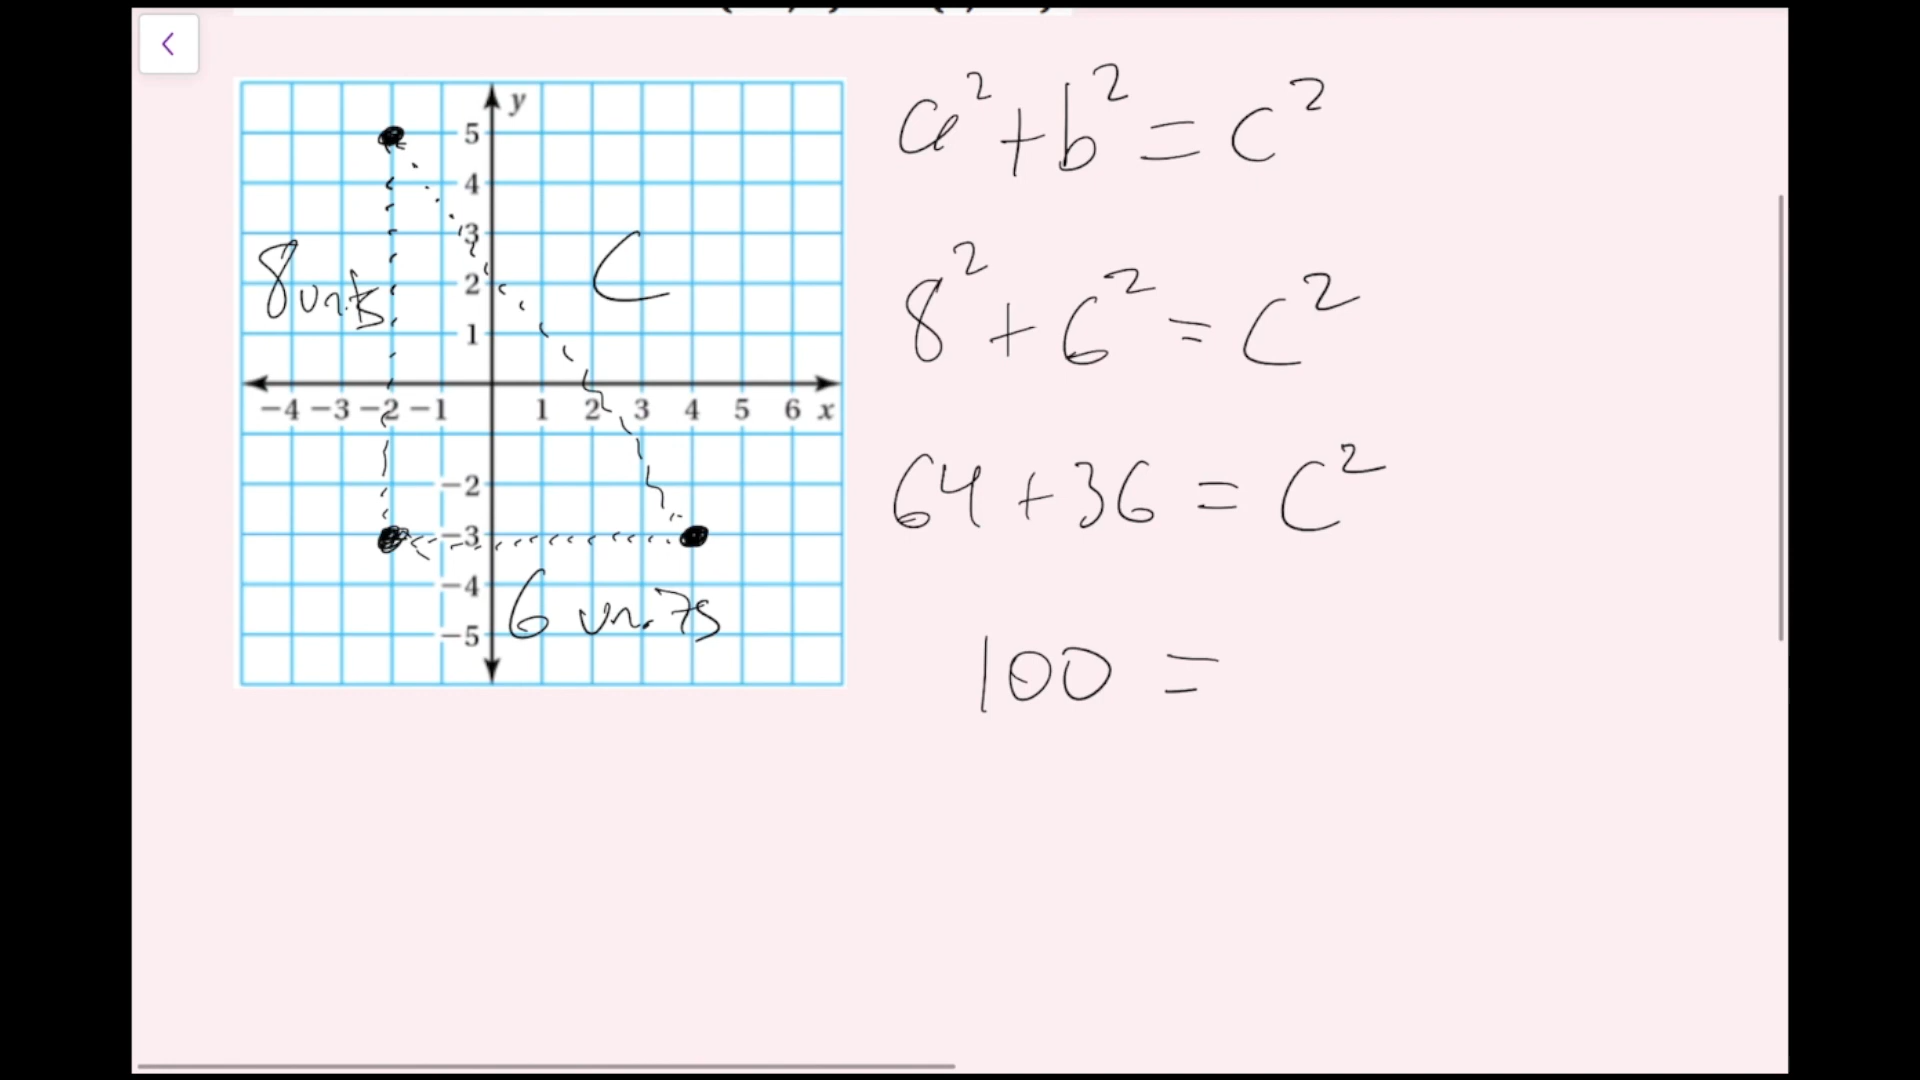 y
5
4
3
2
1
−4 −3 −2 −1 1 2 3 4 5 6 x
−2
−3
−4
−5
8 units
C
6 units
a² + b² = c²
8² + 6² = c²
64 + 36 = c²
100 =